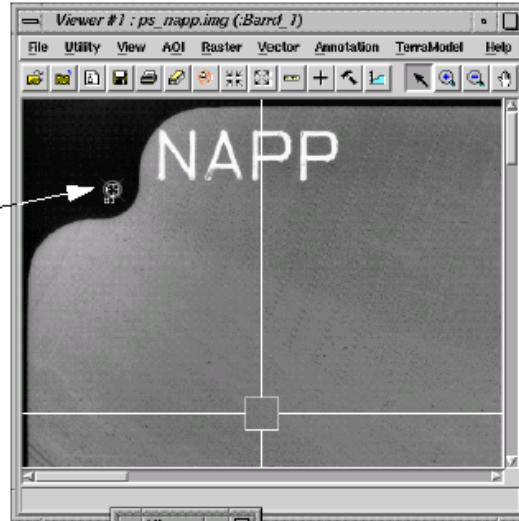 Viewer #1 : ps_napp.img (:Band_1)
File Utility View AOI Raster Vector Annotation TerraModel Help
NAPP